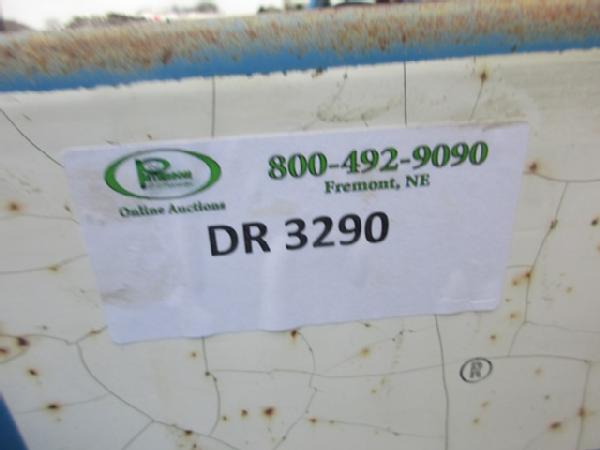 800-492-9090
Fremont, NE
Online Auctions
DR 3290
®